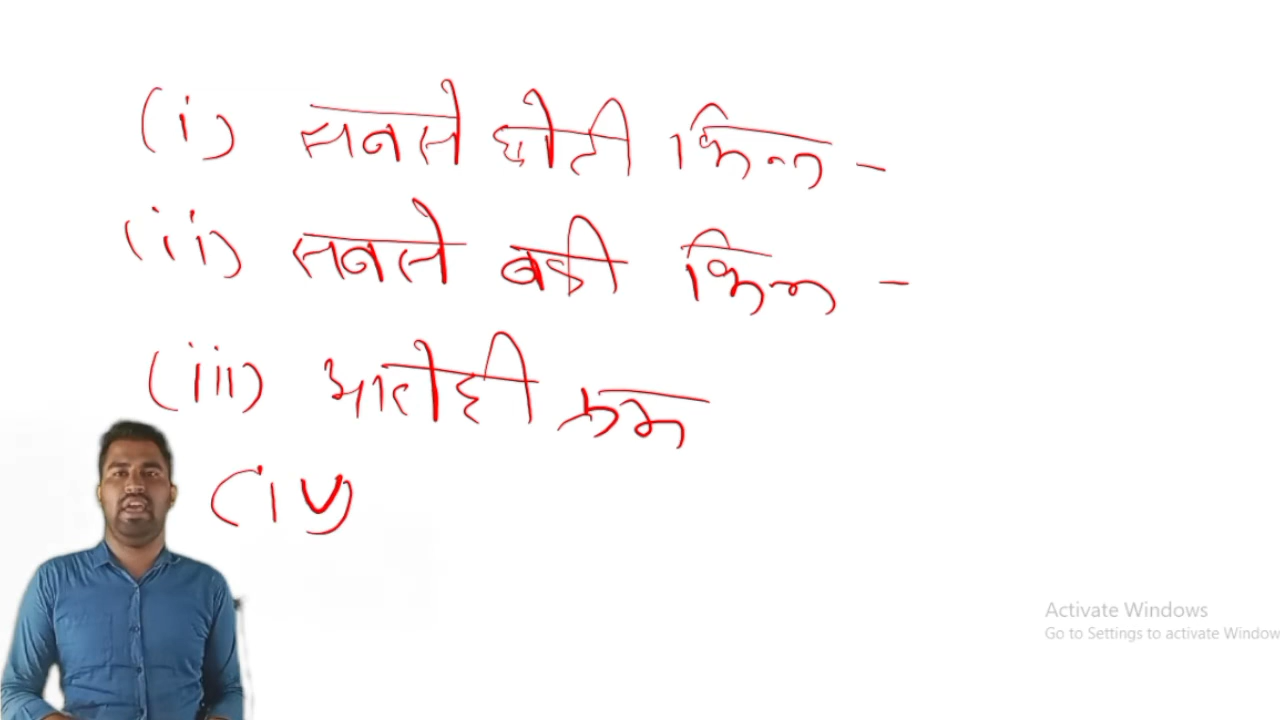 (i) सबसे छोटी भिन्न -
(ii) सबसे बडी भिन्न -
(iii) आरोही क्रम
(iv)
Activate Windows
Go to Settings to activate Window